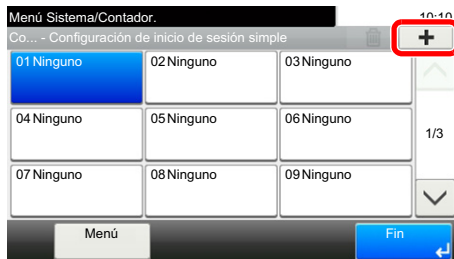 Menú Sistema/Contador. 10:10
Co... - Configuración de inicio de sesión simple
01 Ninguno 02 Ninguno 03 Ninguno
04 Ninguno 05 Ninguno 06 Ninguno
1/3
07 Ninguno 08 Ninguno 09 Ninguno
Menú Fin